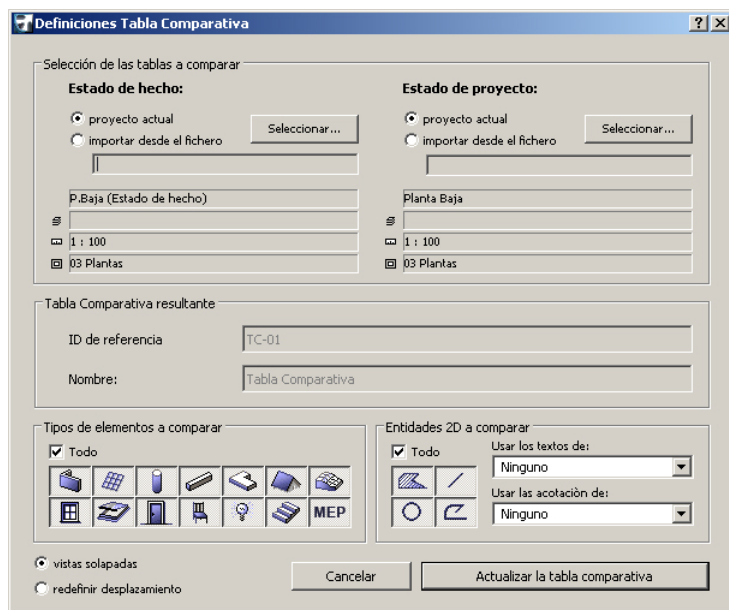 Definiciones Tabla Comparativa
Selección de las tablas a comparar
Estado de hecho:
proyecto actual
importar desde el fichero
Seleccionar...
P.Baja (Estado de hecho)
1 : 100
03 Plantas
Estado de proyecto:
proyecto actual
importar desde el fichero
Seleccionar...
Planta Baja
1 : 100
03 Plantas
Tabla Comparativa resultante
ID de referencia
TC-01
Nombre:
Tabla Comparativa
Tipos de elementos a comparar
Todo
MEP
Entidades 2D a comparar
Todo
Usar los textos de:
Ninguno
Usar las acotaciòn de:
Ninguno
vistas solapadas
redefinir desplazamiento
Cancelar
Actualizar la tabla comparativa